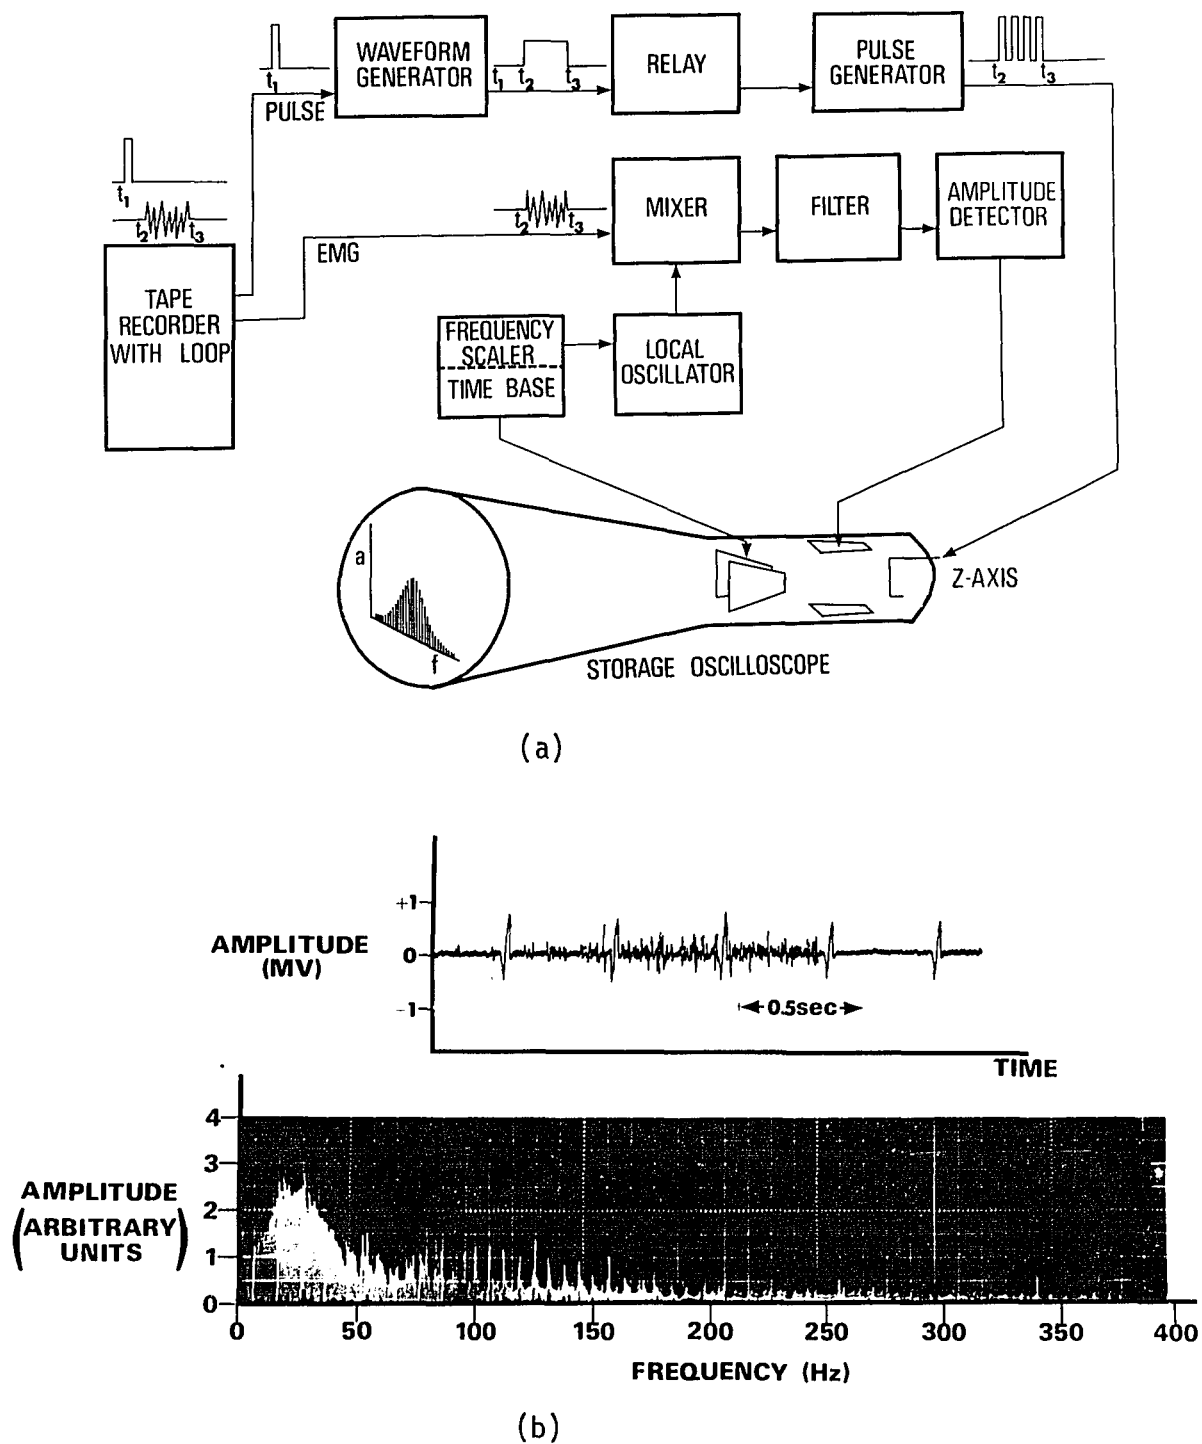 WAVEFORM
GENERATOR
t₁
PULSE
t₁ t₂ t₃
RELAY
PULSE
GENERATOR
t₂ t₃
t₁
t₂ t₃
TAPE
RECORDER
WITH LOOP
EMG
t₂ t₃
MIXER
FILTER
AMPLITUDE
DETECTOR
FREQUENCY
SCALER
TIME BASE
LOCAL
OSCILLATOR
a
f
Z-AXIS
STORAGE OSCILLOSCOPE
(a)
+1
0
-1
AMPLITUDE
(MV)
0.5sec
TIME
4
3
2
1
0
AMPLITUDE
(ARBITRARY
UNITS)
0 50 100 150 200 250 300 350 400
FREQUENCY (Hz)
(b)